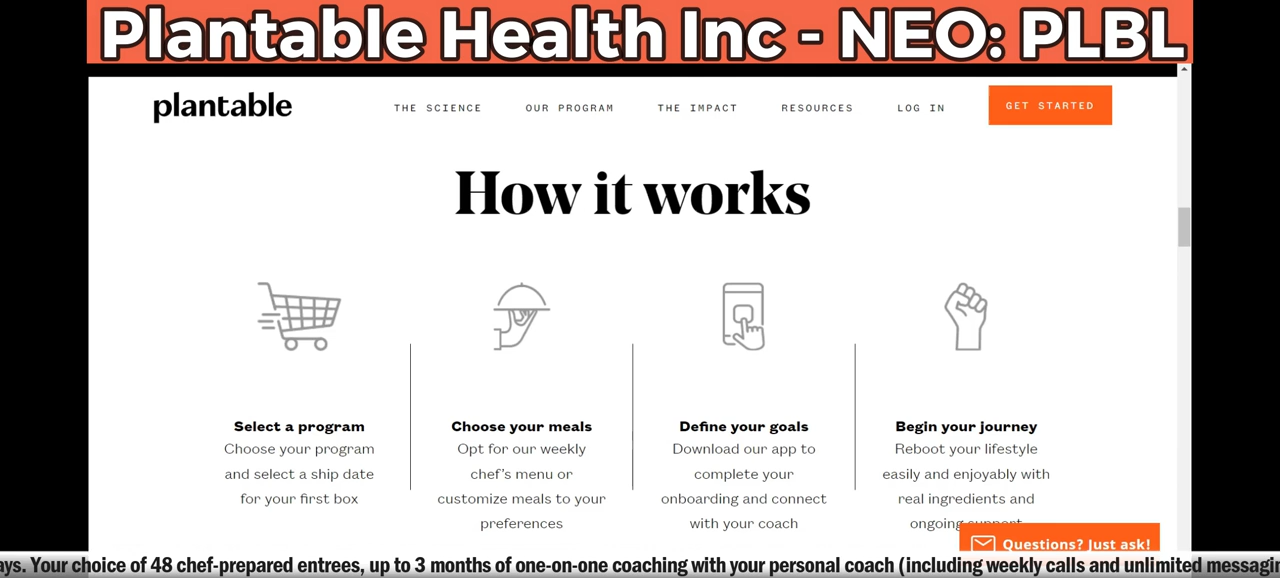 Plantable Health Inc - NEO: PLBL
plantable
THE SCIENCE OUR PROGRAM THE IMPACT RESOURCES LOG IN GET STARTED
How it works
Select a program
Choose your program
and select a ship date
for your first box
Choose your meals
Opt for our weekly
chef's menu or
customize meals to your
preferences
Define your goals
Download our app to
complete your
onboarding and connect
with your coach
Begin your journey
Reboot your lifestyle
easily and enjoyably with
real ingredients and
ongoing support
Questions? Just ask!
Your choice of 48 chef-prepared entrees, up to 3 months of one-on-one coaching with your personal coach (including weekly calls and unlimited